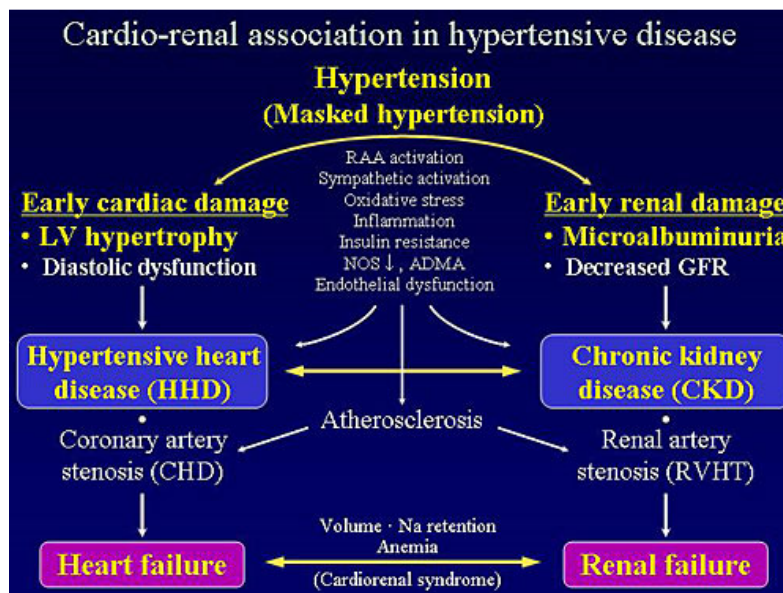 Cardio-renal association in hypertensive disease
Hypertension
(Masked hypertension)
RAA activation
Sympathetic activation
Oxidative stress
Inflammation
Insulin resistance
NOS ↓, ADMA
Endothelial dysfunction
Early cardiac damage
• LV hypertrophy
• Diastolic dysfunction
Early renal damage
• Microalbuminuria
• Decreased GFR
Hypertensive heart
disease (HHD)
Chronic kidney
disease (CKD)
Atherosclerosis
•
Coronary artery
stenosis (CHD)
•
Renal artery
stenosis (RVHT)
Heart failure
Volume · Na retention
Anemia
(Cardiorenal syndrome)
Renal failure